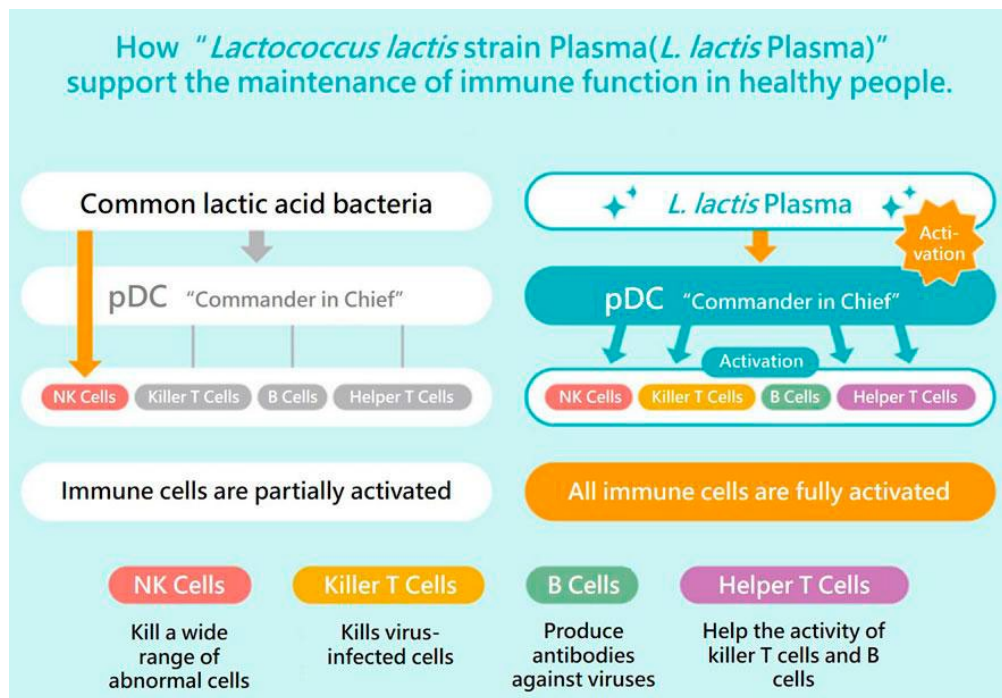 How “Lactococcus lactis strain Plasma(L. lactis Plasma)”
support the maintenance of immune function in healthy people.
Common lactic acid bacteria
pDC “Commander in Chief”
NK Cells Killer T Cells B Cells Helper T Cells
Immune cells are partially activated
L. lactis Plasma
Acti-
vation
pDC “Commander in Chief”
Activation
NK Cells Killer T Cells B Cells Helper T Cells
All immune cells are fully activated
NK Cells
Kill a wide
range of
abnormal cells
Killer T Cells
Kills virus-
infected cells
B Cells
Produce
antibodies
against viruses
Helper T Cells
Help the activity of
killer T cells and B
cells